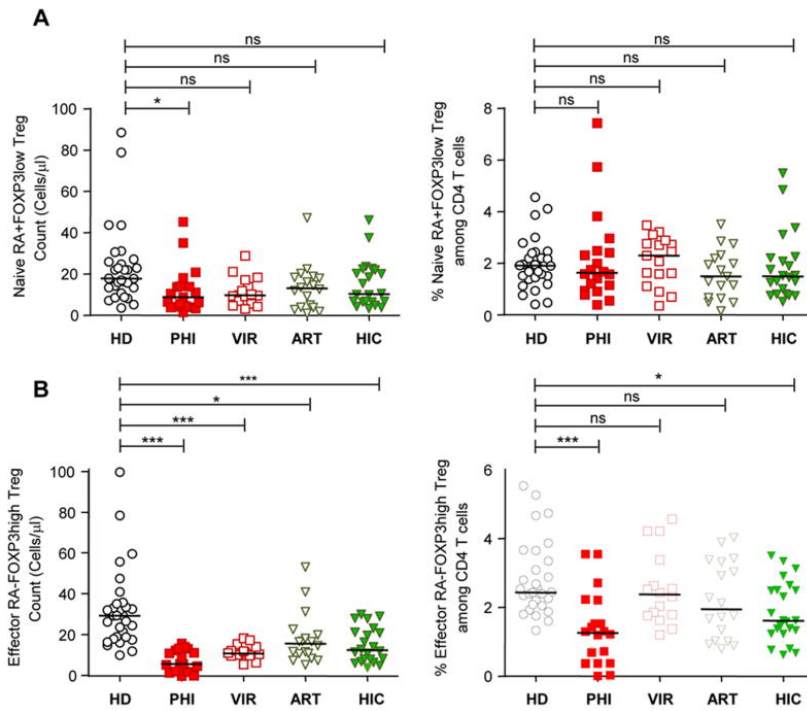 A
ns
ns
ns
*
100
80
60
40
20
0
Naive RA+FOXP3low Treg
Count (Cells/µl)
HD PHI VIR ART HIC
ns
ns
ns
ns
8
6
4
2
0
% Naive RA+FOXP3low Treg
among CD4 T cells
HD PHI VIR ART HIC
B
***
*
***
***
100
80
60
40
20
0
Effector RA-FOXP3high Treg
Count (Cells/µl)
HD PHI VIR ART HIC
*
ns
ns
***
6
4
2
0
% Effector RA-FOXP3high Treg
among CD4 T cells
HD PHI VIR ART HIC